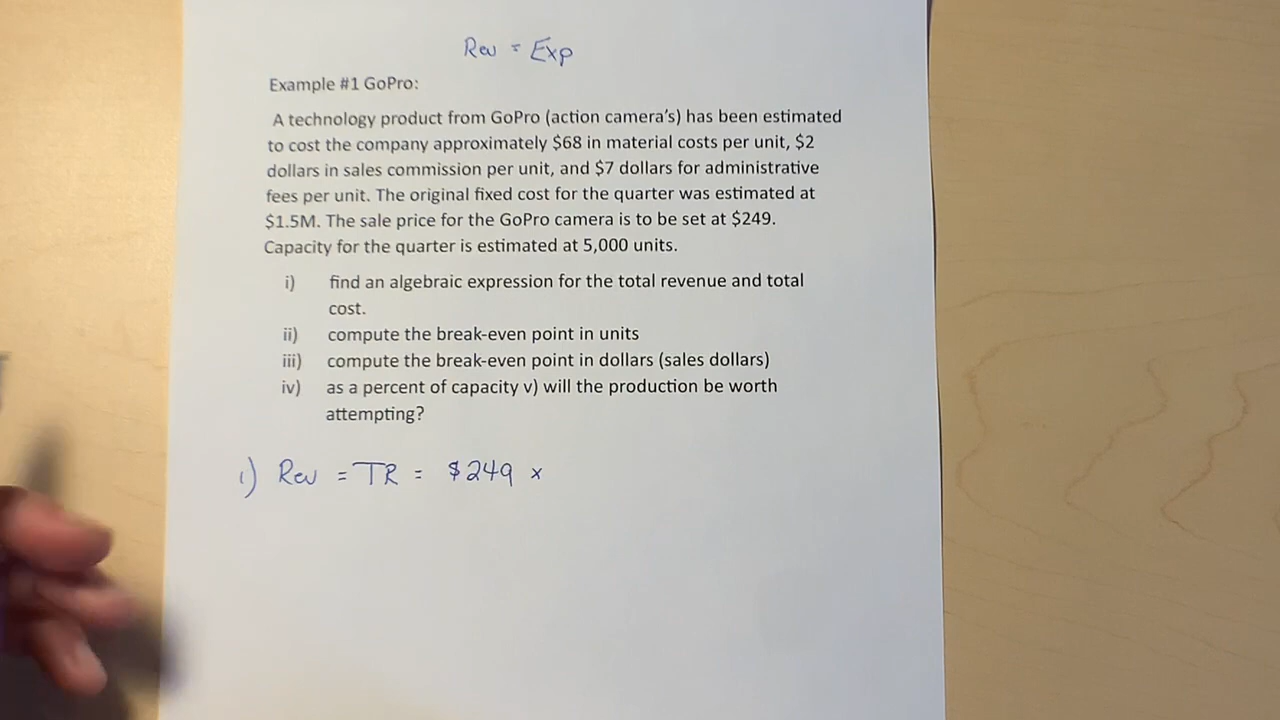 Rev = Exp
Example #1 GoPro:
A technology product from GoPro (action camera's) has been estimated
to cost the company approximately $68 in material costs per unit, $2
dollars in sales commission per unit, and $7 dollars for administrative
fees per unit. The original fixed cost for the quarter was estimated at
$1.5M. The sale price for the GoPro camera is to be set at $249.
Capacity for the quarter is estimated at 5,000 units.
i) find an algebraic expression for the total revenue and total
cost.
ii) compute the break-even point in units
iii) compute the break-even point in dollars (sales dollars)
iv) as a percent of capacity v) will the production be worth
attempting?
i) Rev = TR = $249 x